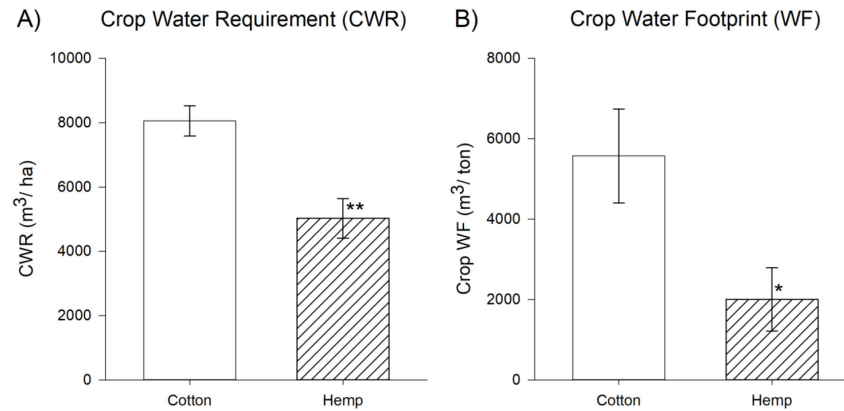 A) Crop Water Requirement (CWR)
10000
8000
6000
4000
2000
0
CWR (m³/ ha)
**
Cotton Hemp
B) Crop Water Footprint (WF)
8000
6000
4000
2000
0
Crop WF (m³/ ton)
*
Cotton Hemp